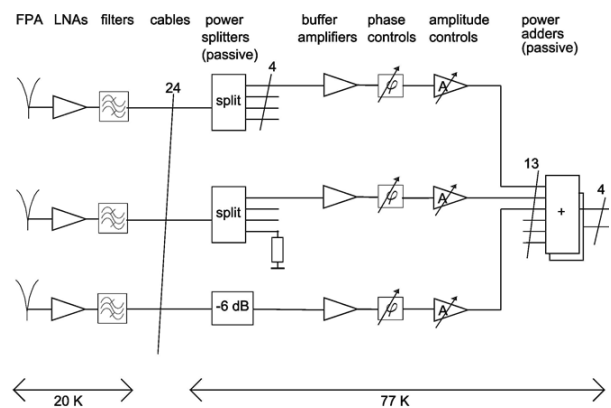 FPA LNAs filters cables power splitters (passive) buffer amplifiers phase controls amplitude controls power adders (passive)
24
4
split
φ
A
13
4
split
φ
A
+
-6 dB
φ
A
20 K
77 K